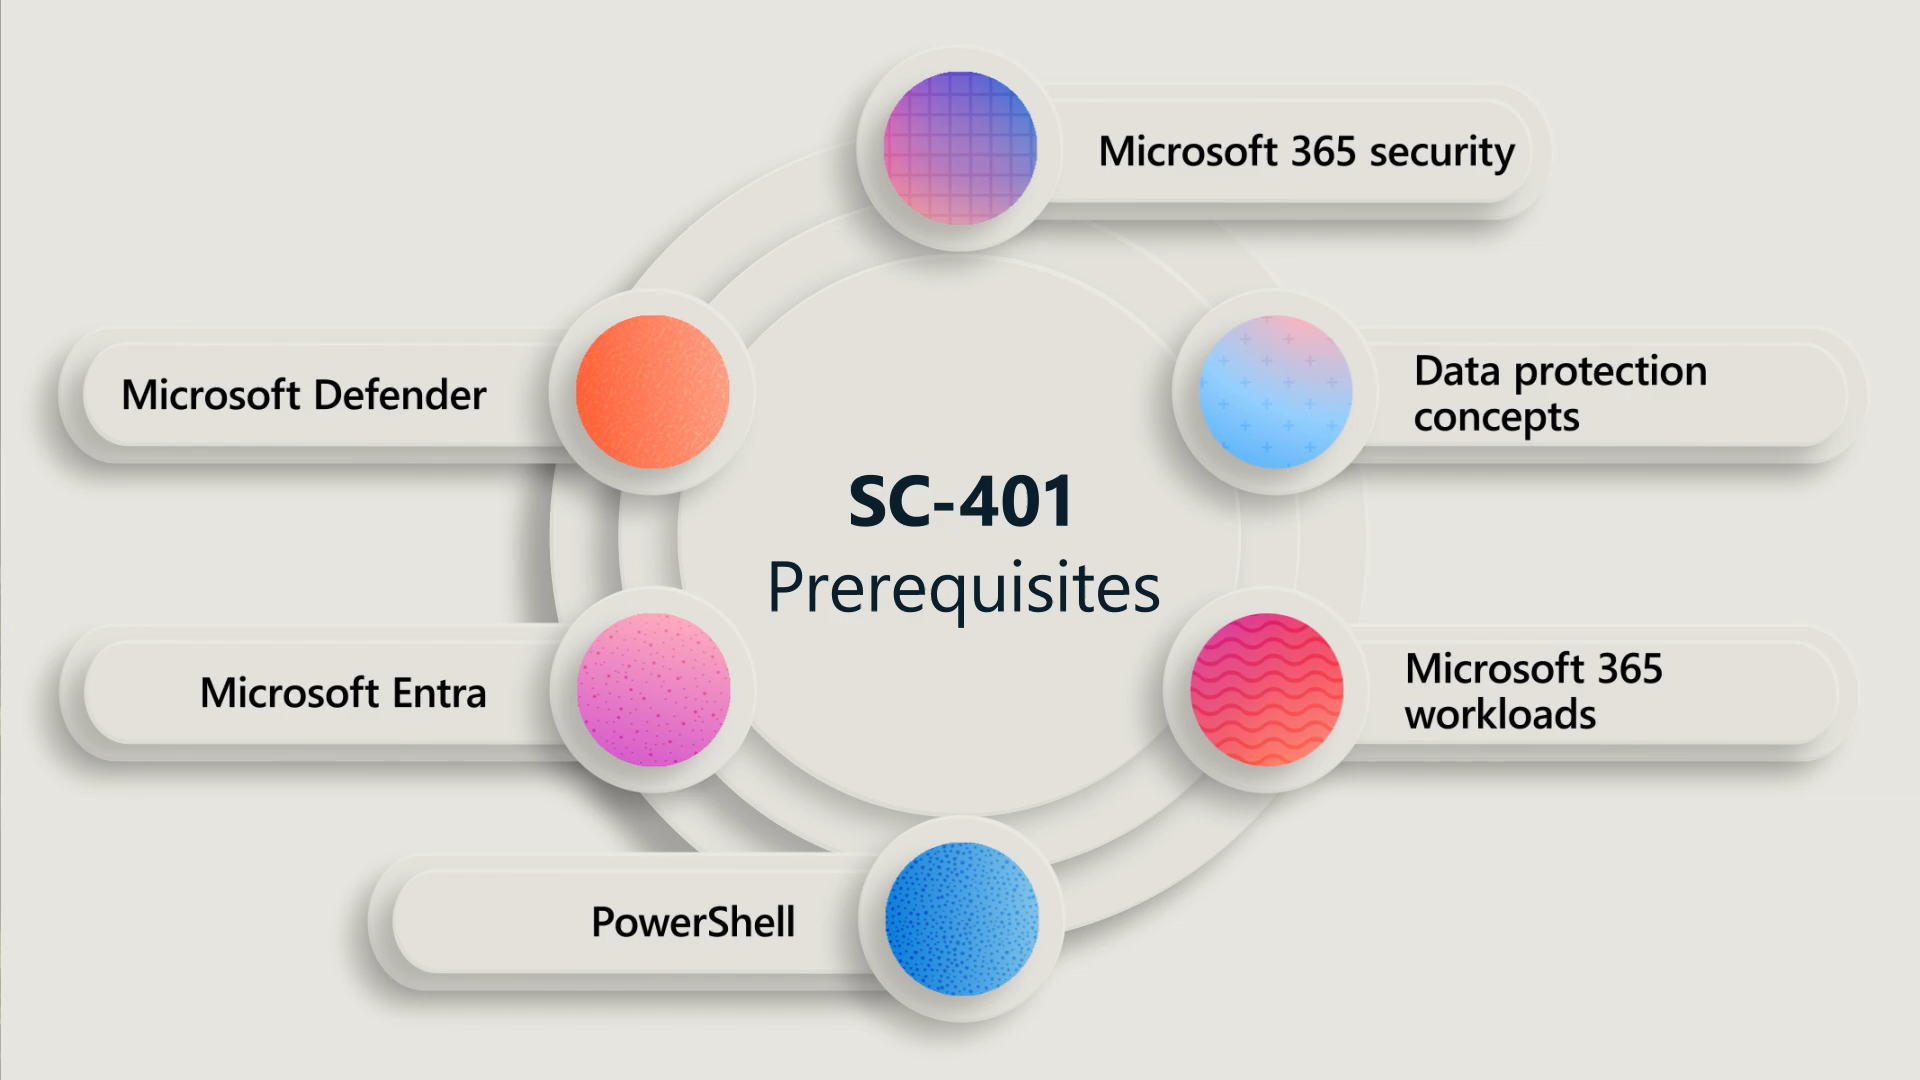 Microsoft 365 security
Data protection
concepts
Microsoft 365
workloads
PowerShell
Microsoft Entra
Microsoft Defender
SC-401
Prerequisites